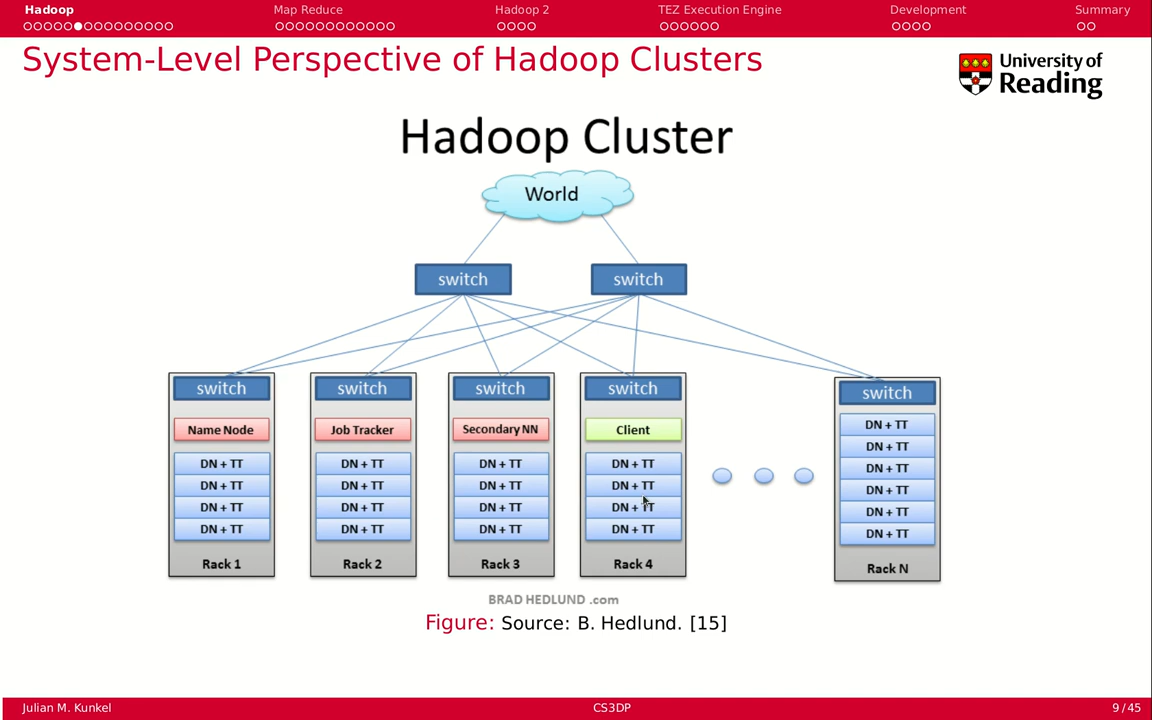 Hadoop Map Reduce Hadoop 2 TEZ Execution Engine Development Summary
System-Level Perspective of Hadoop Clusters
University of
Reading
Hadoop Cluster
World
switch switch
switch switch switch switch switch
Name Node Job Tracker Secondary NN Client DN + TT
DN + TT
DN + TT DN + TT DN + TT DN + TT DN + TT
DN + TT DN + TT DN + TT DN + TT DN + TT
DN + TT DN + TT DN + TT DN + TT DN + TT
DN + TT DN + TT DN + TT DN + TT DN + TT
Rack 1 Rack 2 Rack 3 Rack 4 Rack N
BRAD HEDLUND .com
Figure: Source: B. Hedlund. [15]
Julian M. Kunkel CS3DP 9 / 45